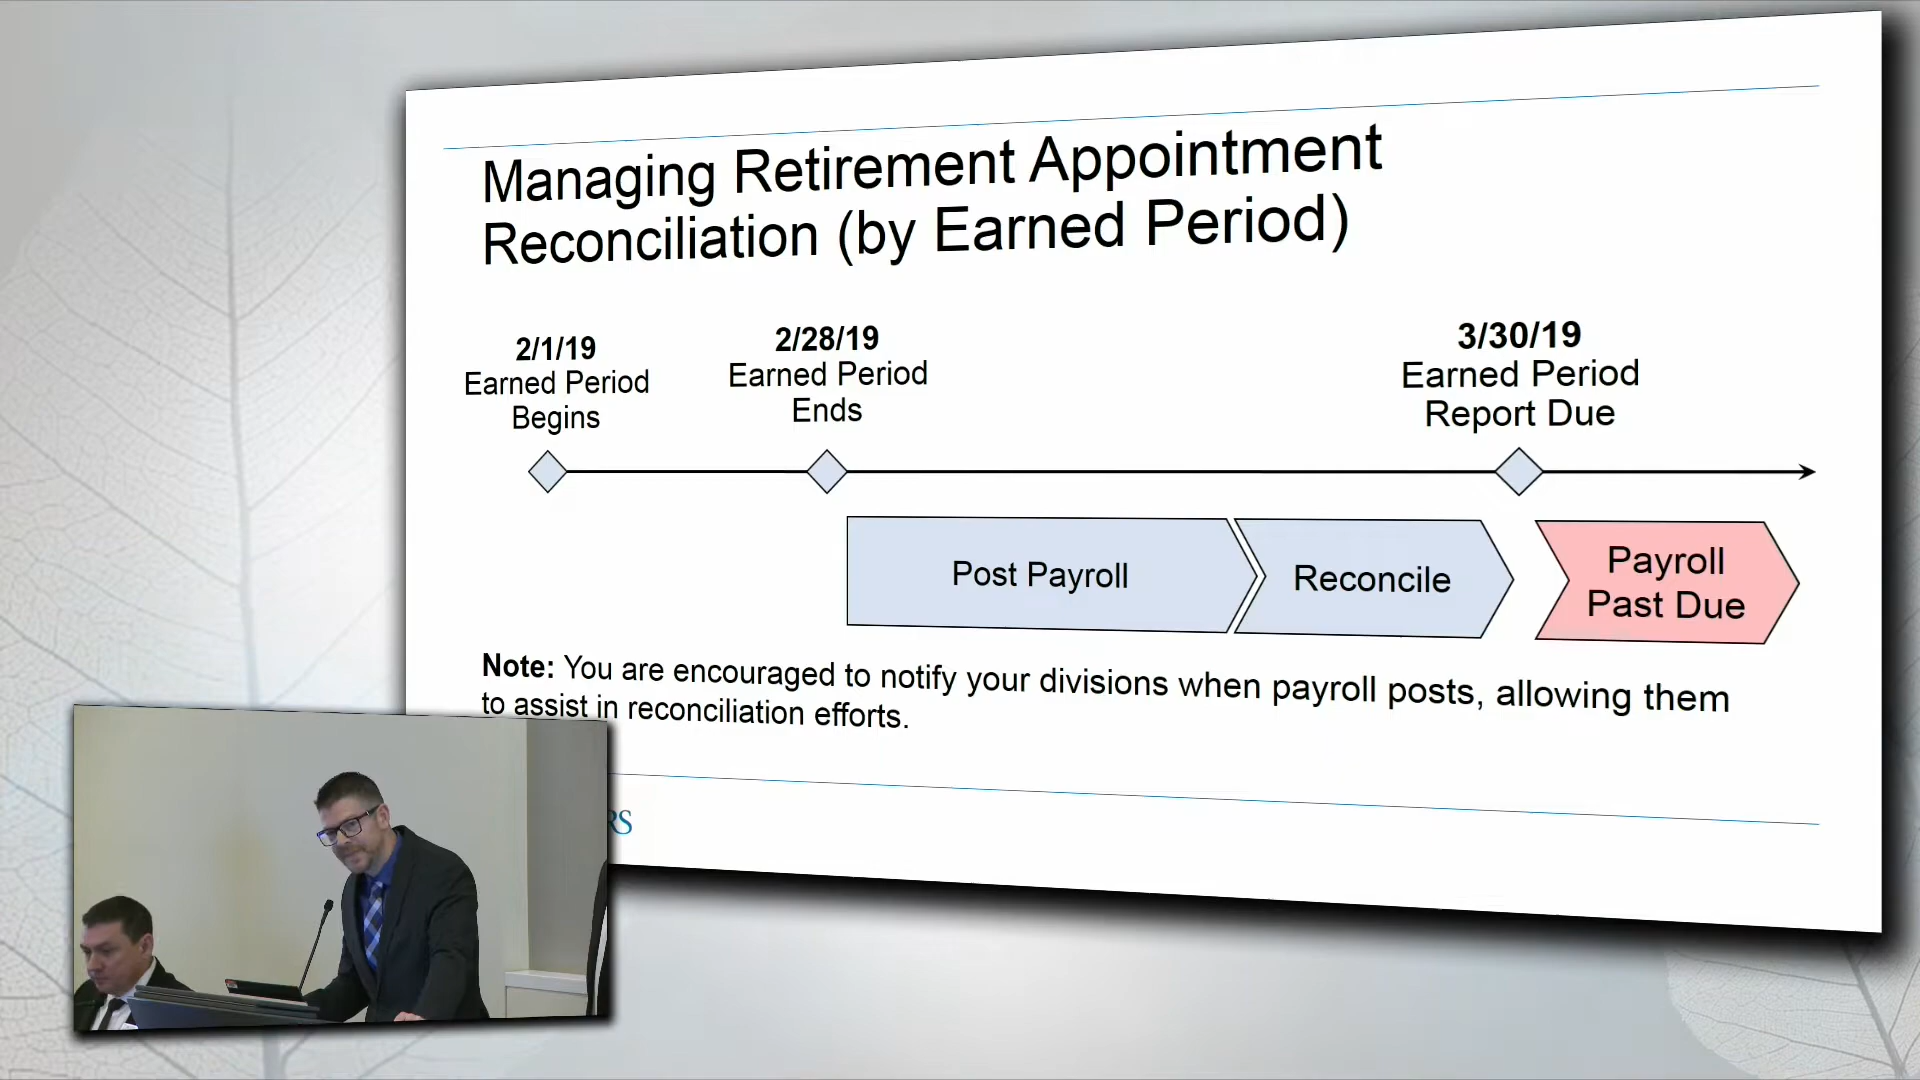 Managing Retirement Appointment
Reconciliation (by Earned Period)
2/1/19
Earned Period
Begins
2/28/19
Earned Period
Ends
3/30/19
Earned Period
Report Due
Post Payroll
Reconcile
Payroll
Past Due
Note: You are encouraged to notify your divisions when payroll posts, allowing them
to assist in reconciliation efforts.